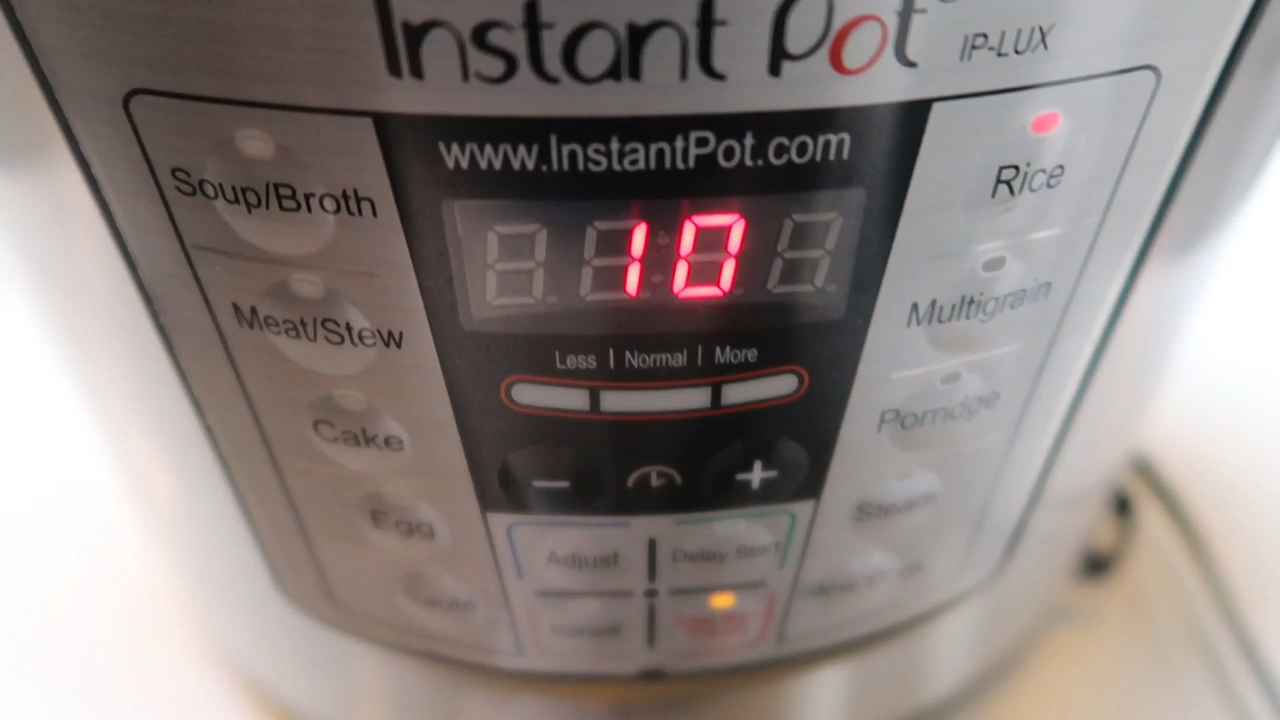 Instant Pot
IP-LUX
www.InstantPot.com
10
Less | Normal | More
− +
Soup/Broth
Meat/Stew
Cake
Egg
Adjust
Delay Start
Rice
Multigrain
Porridge
Steam